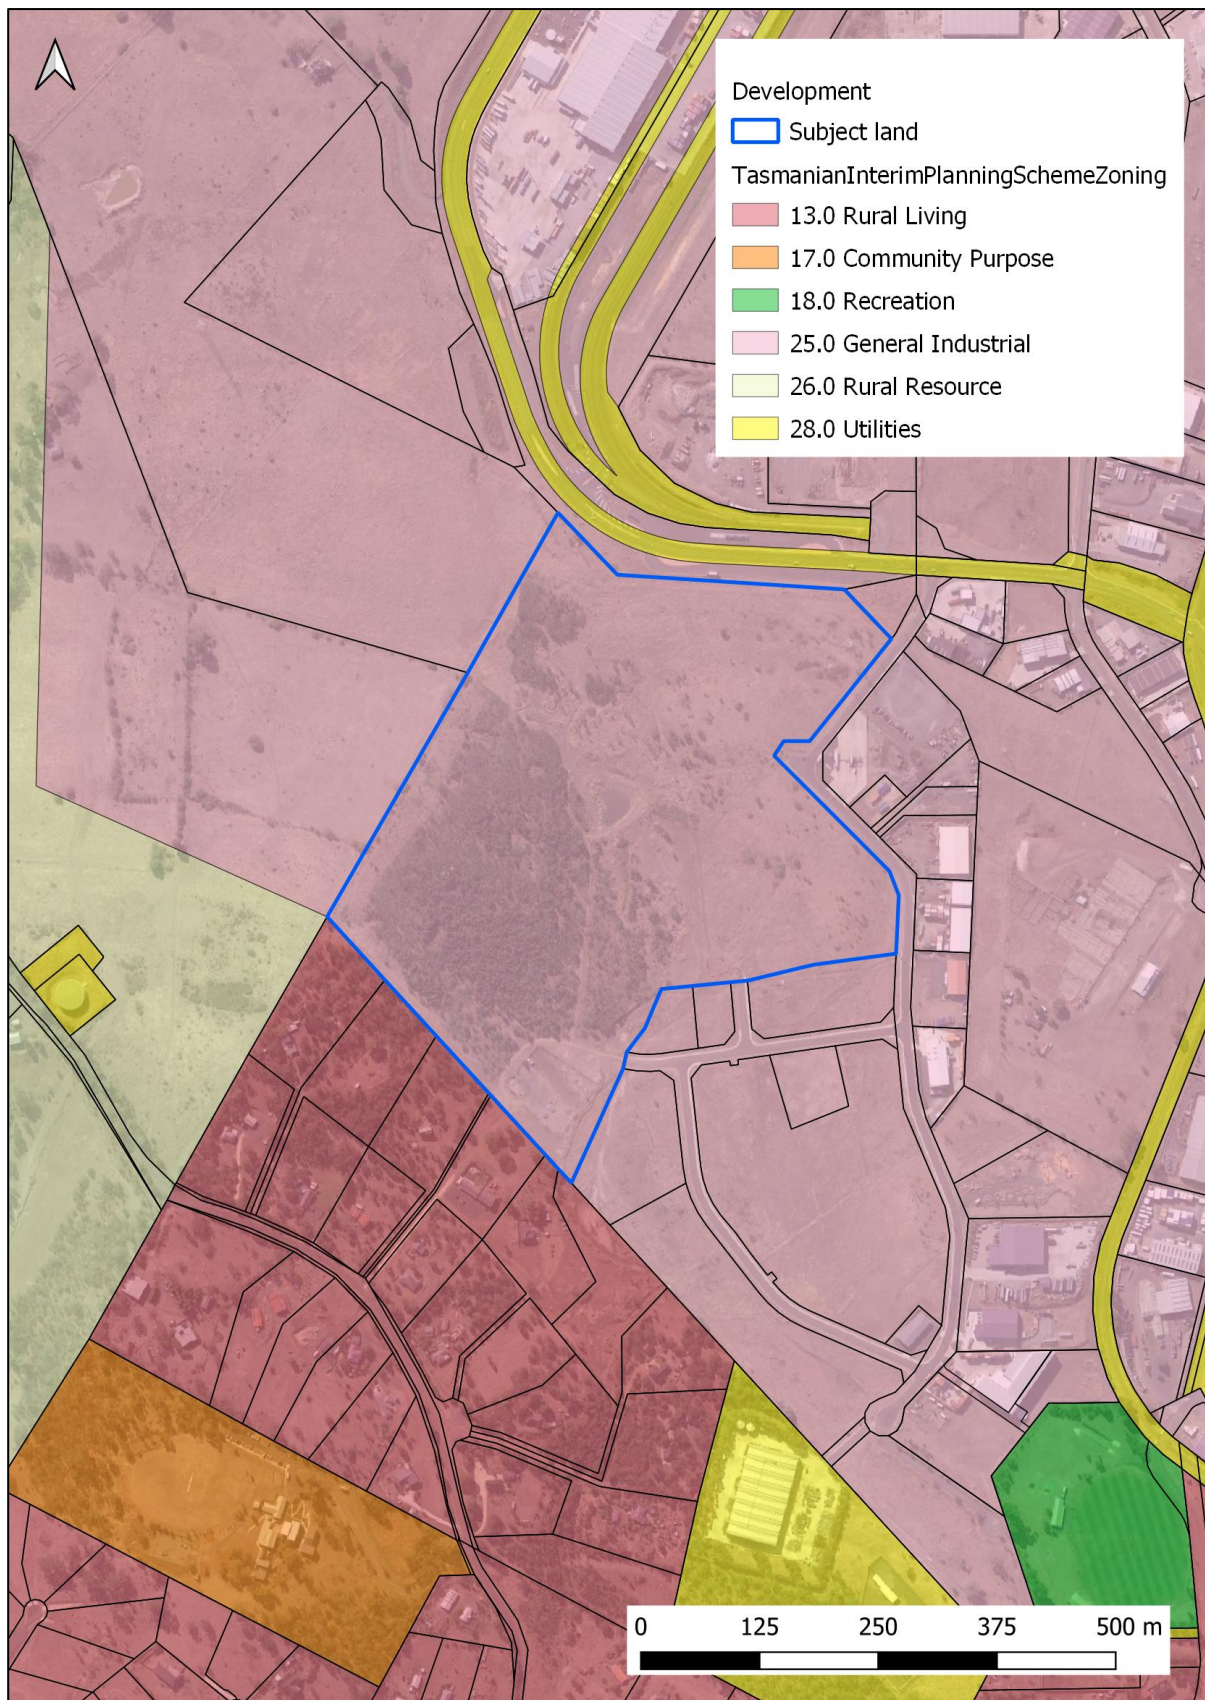 Development
Subject land
TasmanianInterimPlanningSchemeZoning
13.0 Rural Living
17.0 Community Purpose
18.0 Recreation
25.0 General Industrial
26.0 Rural Resource
28.0 Utilities
0 125 250 375 500 m